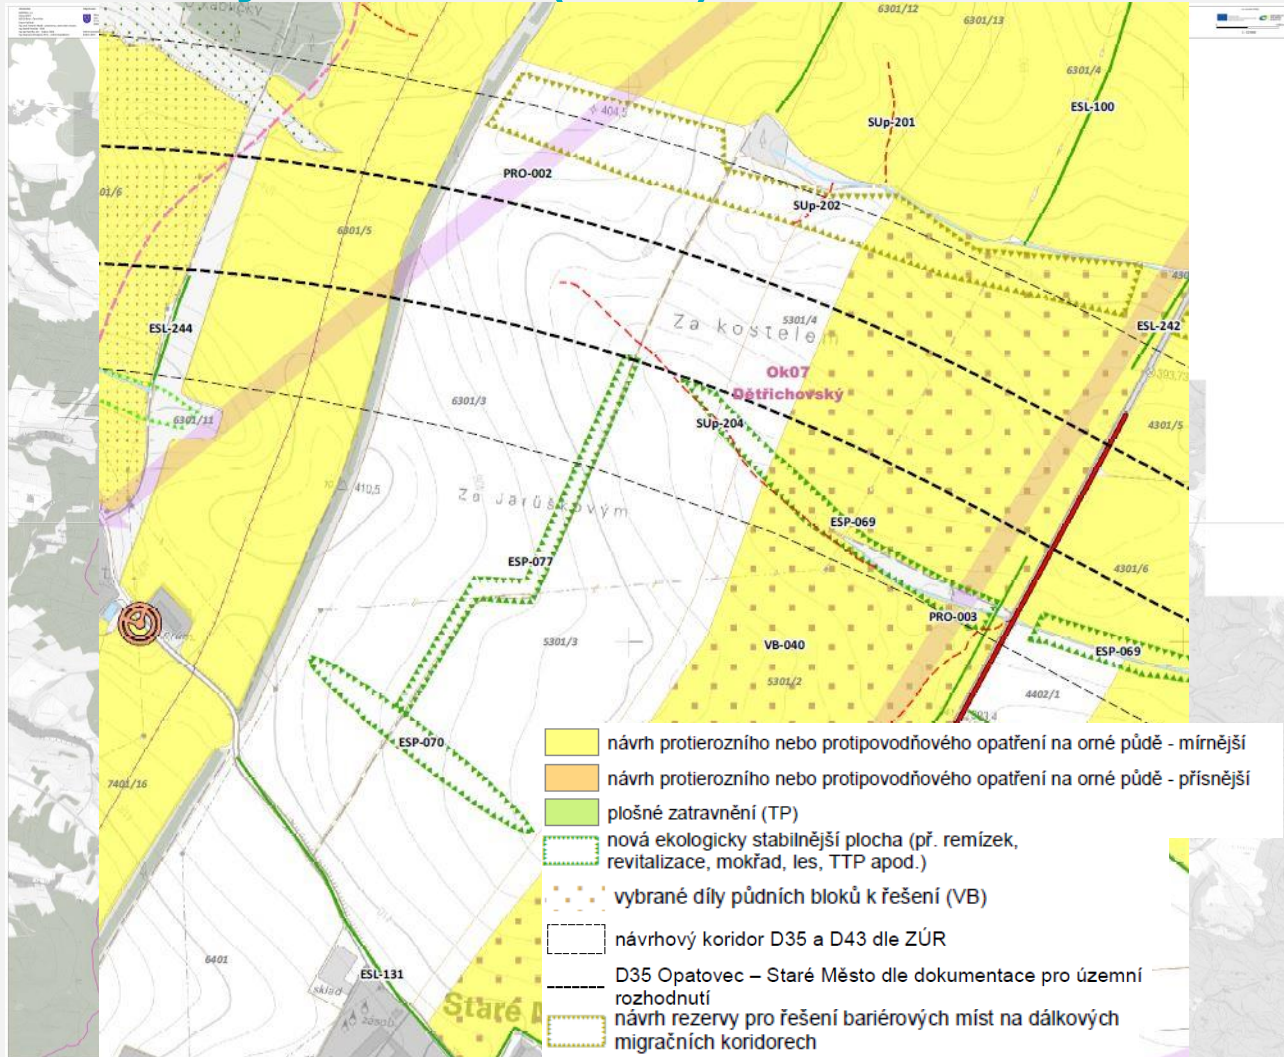 6301/12
6301/13
6301/4
ESL-100
404,5
SUp-201
PRO-002
SUp-202
6301/5
ESL-244
Za kostelem
5301/4
ESL-242
393,73
Ok07
Dětřichovský
6301/3
6301/11
SUp-204
4301/5
410,5
Za Jarůškovým
ESP-069
ESP-077
4301/6
PRO-003
5301/3
VB-040
ESP-069
5301/2
4402/1
ESP-070
7401/16
6401
ESL-131
sklad
zásob.
Staré
návrh protierozního nebo protipovodňového opatření na orné půdě - mírnější
návrh protierozního nebo protipovodňového opatření na orné půdě - přísnější
plošné zatravnění (TP)
nová ekologicky stabilnější plocha (př. remízek,
revitalizace, mokřad, les, TTP apod.)
vybrané díly půdních bloků k řešení (VB)
návrhový koridor D35 a D43 dle ZÚR
D35 Opatovec – Staré Město dle dokumentace pro územní
rozhodnutí
návrh rezervy pro řešení bariérových míst na dálkových
migračních koridorech